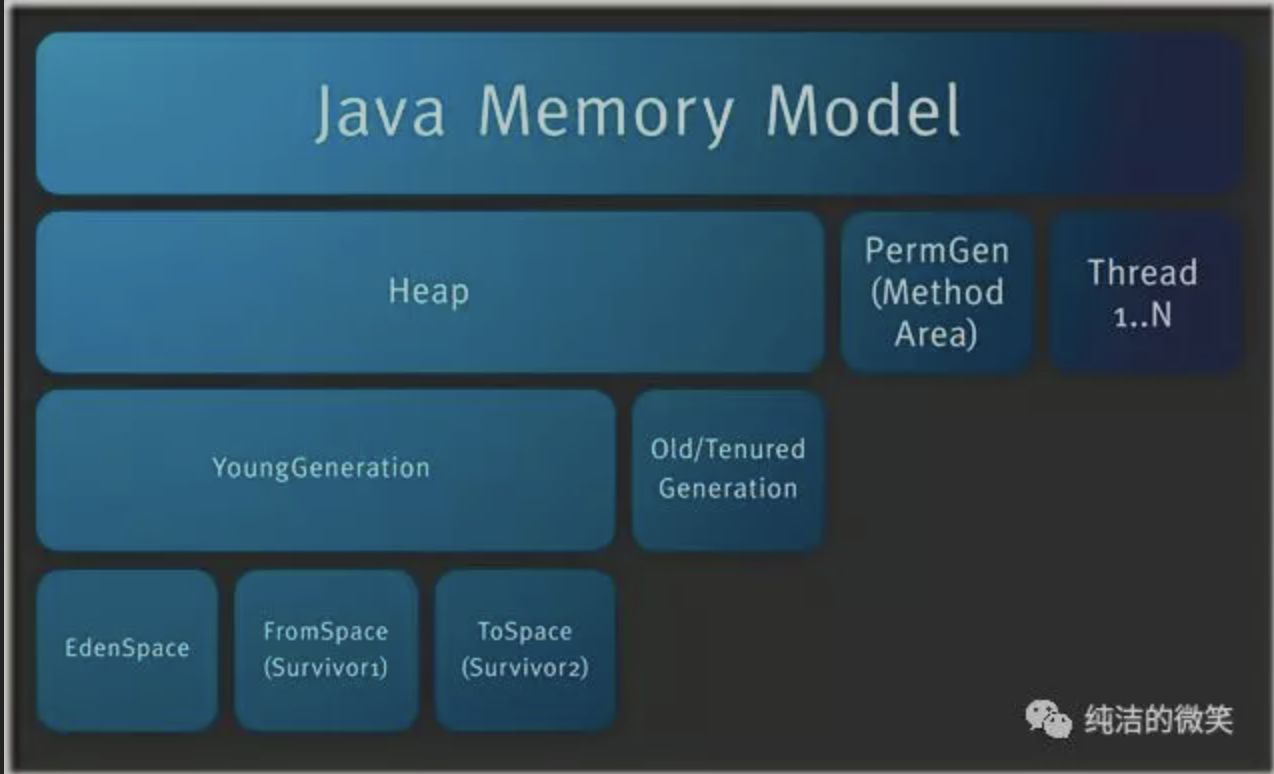 Java Memory Model
Heap
PermGen
(Method
Area)
Thread
1..N
YoungGeneration
Old/Tenured
Generation
EdenSpace
FromSpace
(Survivor1)
ToSpace
(Survivor2)
纯洁的微笑